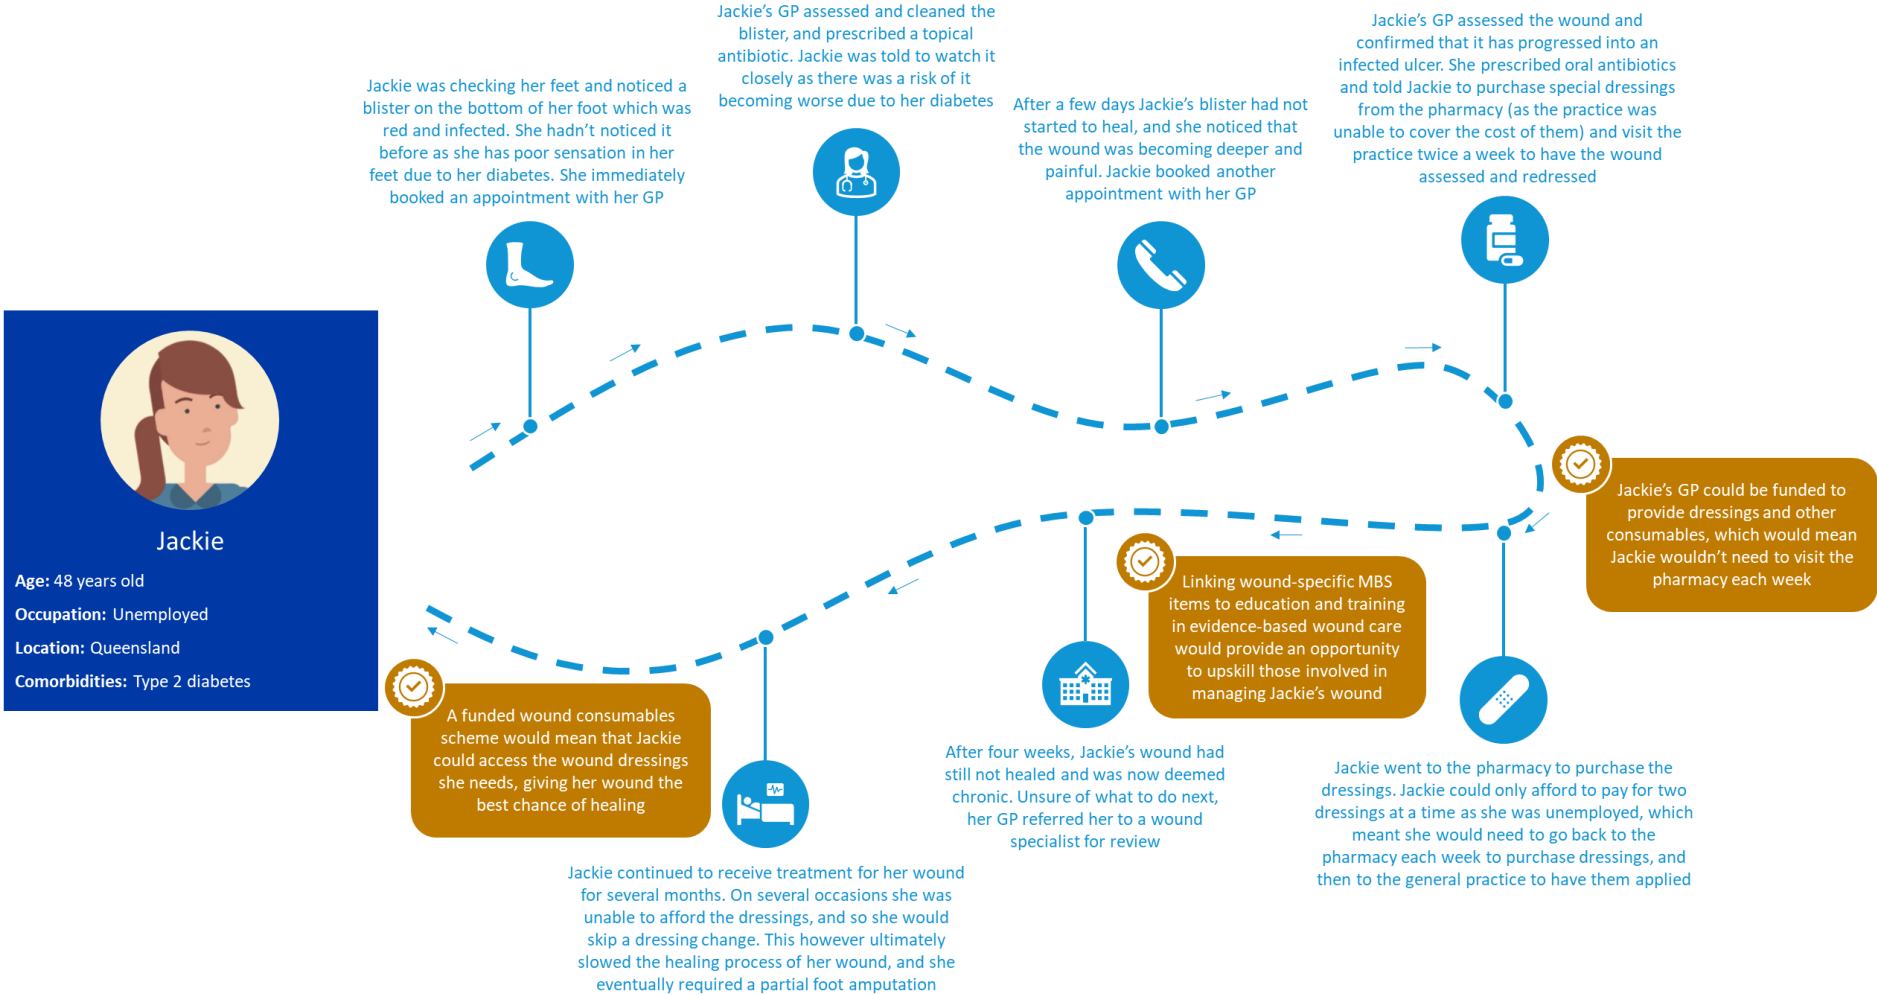 Jackie
Age: 48 years old
Occupation: Unemployed
Location: Queensland
Comorbidities: Type 2 diabetes
Jackie was checking her feet and noticed a
blister on the bottom of her foot which was
red and infected. She hadn’t noticed it
before as she has poor sensation in her
feet due to her diabetes. She immediately
booked an appointment with her GP
Jackie’s GP assessed and cleaned the
blister, and prescribed a topical
antibiotic. Jackie was told to watch it
closely as there was a risk of it
becoming worse due to her diabetes
After a few days Jackie’s blister had not
started to heal, and she noticed that
the wound was becoming deeper and
painful. Jackie booked another
appointment with her GP
Jackie’s GP assessed the wound and
confirmed that it has progressed into an
infected ulcer. She prescribed oral antibiotics
and told Jackie to purchase special dressings
from the pharmacy (as the practice was
unable to cover the cost of them) and visit the
practice twice a week to have the wound
assessed and redressed
Jackie’s GP could be funded to
provide dressings and other
consumables, which would mean
Jackie wouldn’t need to visit the
pharmacy each week
Jackie went to the pharmacy to purchase the
dressings. Jackie could only afford to pay for two
dressings at a time as she was unemployed, which
meant she would need to go back to the
pharmacy each week to purchase dressings, and
then to the general practice to have them applied
Linking wound-specific MBS
items to education and training
in evidence-based wound care
would provide an opportunity
to upskill those involved in
managing Jackie’s wound
After four weeks, Jackie’s wound had
still not healed and was now deemed
chronic. Unsure of what to do next,
her GP referred her to a wound
specialist for review
Jackie continued to receive treatment for her wound
for several months. On several occasions she was
unable to afford the dressings, and so she would
skip a dressing change. This however ultimately
slowed the healing process of her wound, and she
eventually required a partial foot amputation
A funded wound consumables
scheme would mean that Jackie
could access the wound dressings
she needs, giving her wound the
best chance of healing